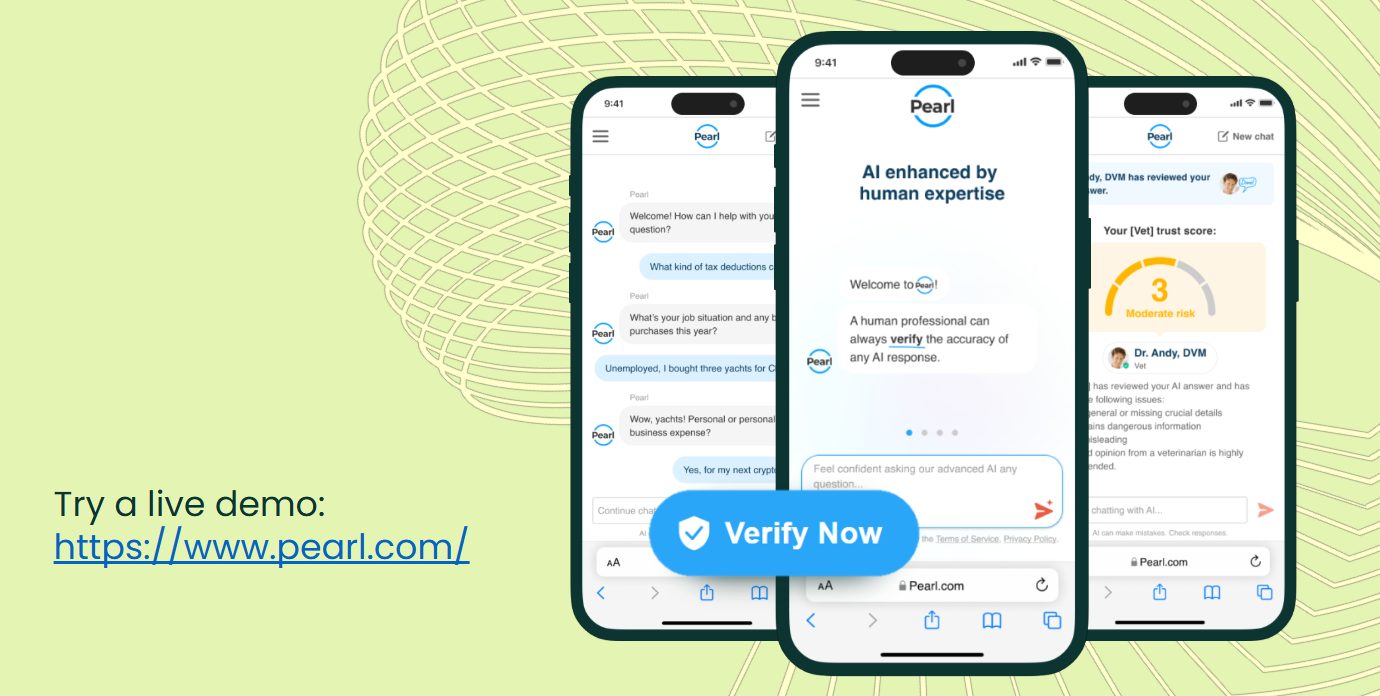 Try a live demo:
https://www.pearl.com/
9:41
Pearl
Pearl
Welcome! How can I help with you
question?
Pearl
What kind of tax deductions c
Pearl
What's your job situation and any b
purchases this year?
Pearl
Unemployed, I bought three yachts for C
Pearl
Wow, yachts! Personal or personal
business expense?
Pearl
Yes, for my next crypto
Continue chat
AI
AA
9:41
Pearl
AI enhanced by
human expertise
Welcome to Pearl!
A human professional can
always verify the accuracy of
any AI response.
Pearl
Feel confident asking our advanced AI any
question...
Verify Now
the Terms of Service, Privacy Policy.
AA
Pearl.com
Pearl
New chat
dy, DVM has reviewed your
wer.
Your [Vet] trust score:
3
Moderate risk
Dr. Andy, DVM
Vet
has reviewed your AI answer and has
e following issues:
general or missing crucial details
ains dangerous information
isleading
d opinion from a veterinarian is highly
ended.
chatting with AI...
AI can make mistakes. Check responses.
Pearl.com